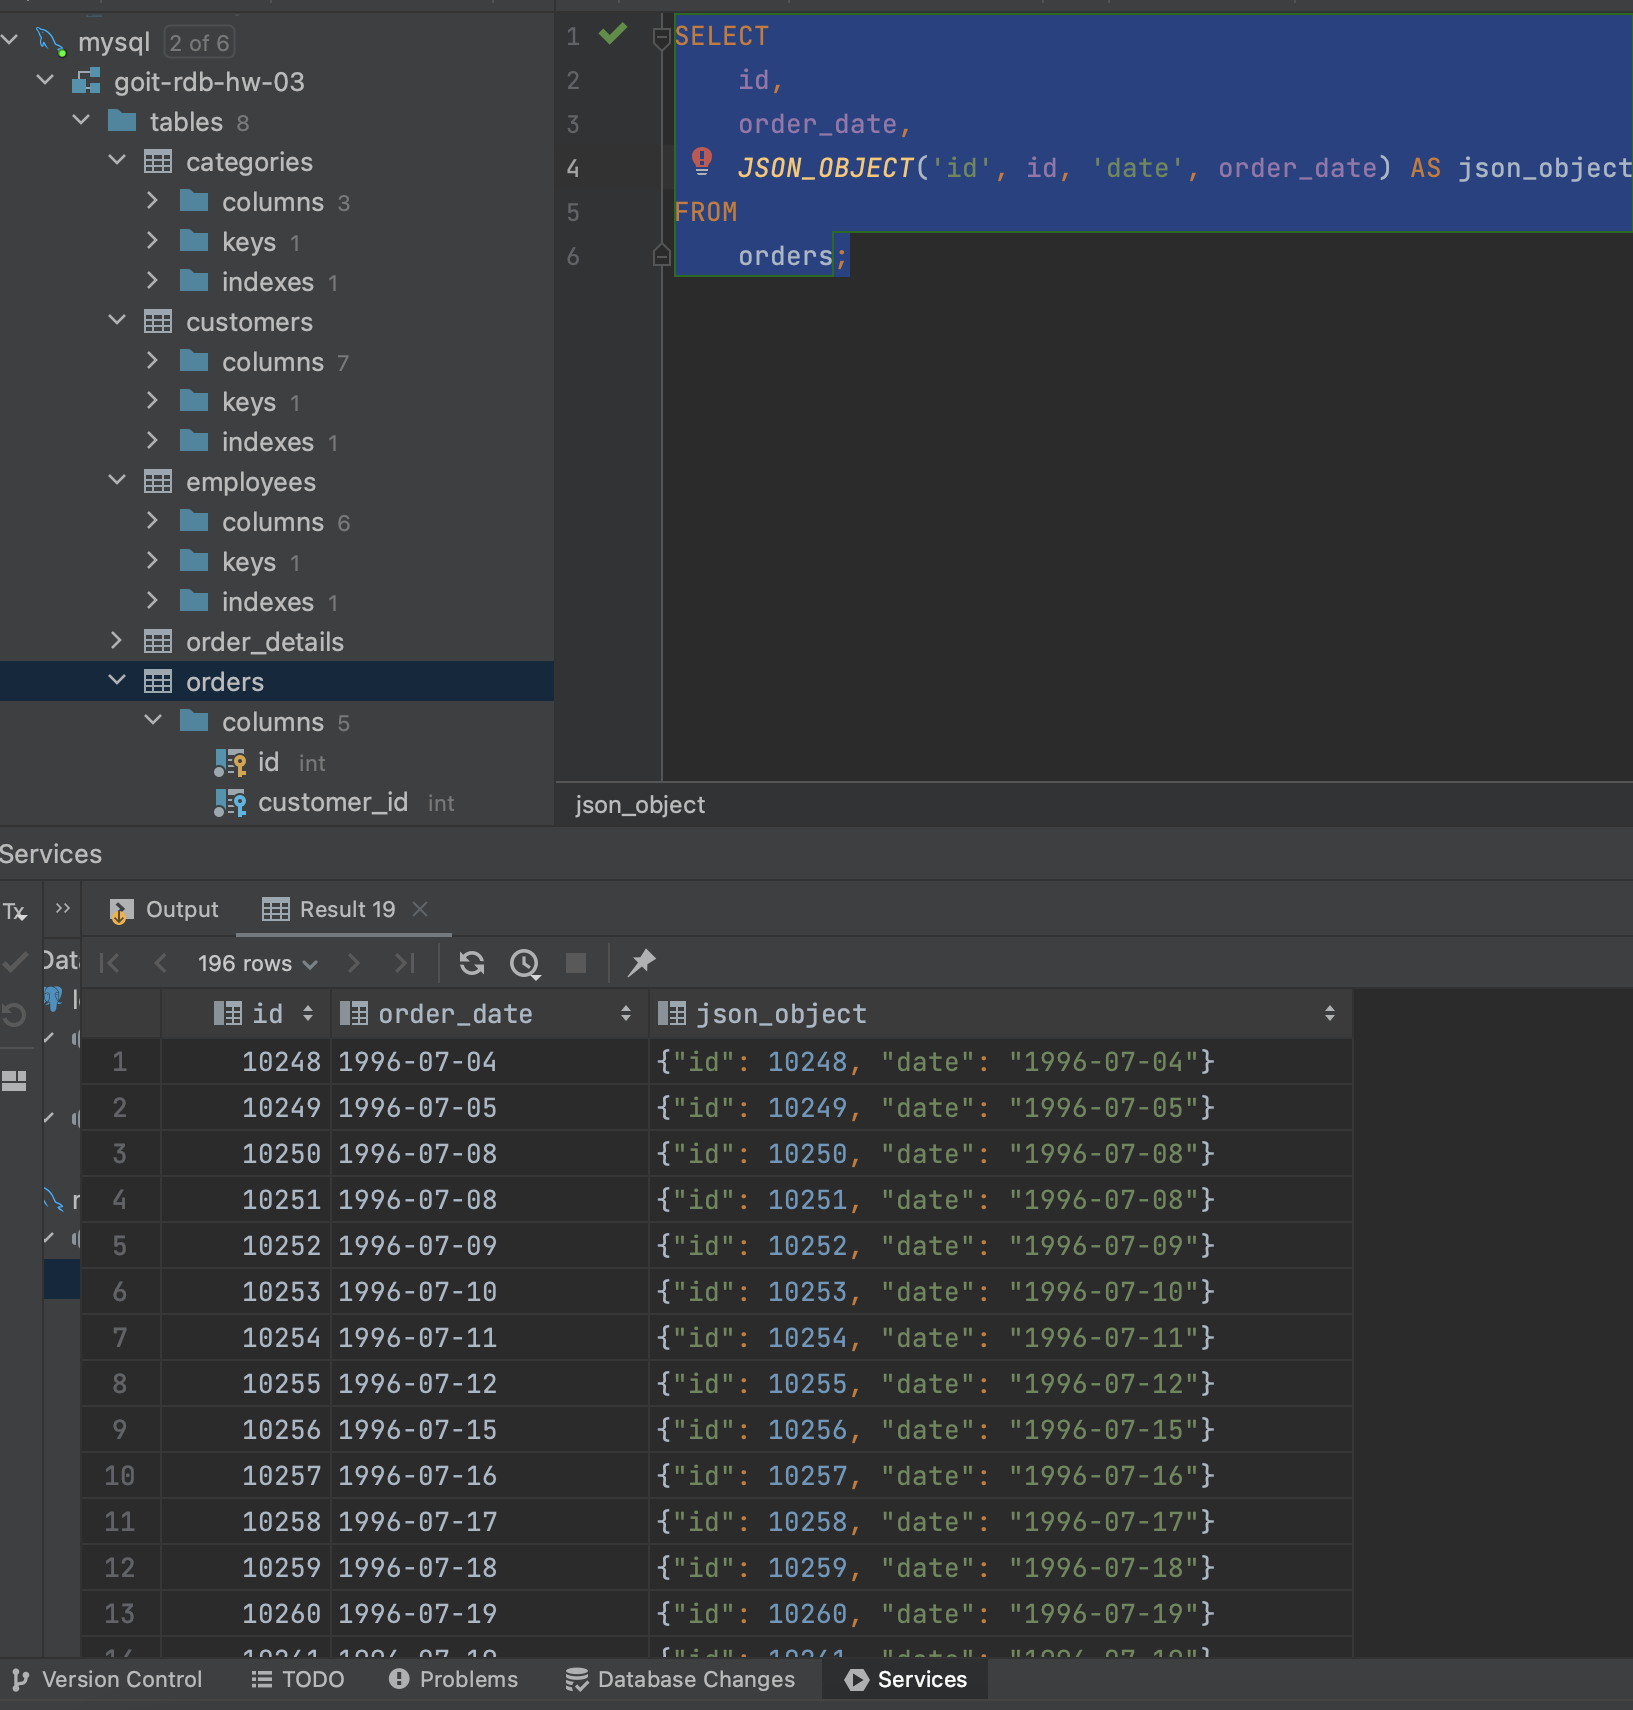 mysql 2 of 6
goit-rdb-hw-03
tables 8
categories
columns 3
keys 1
indexes 1
customers
columns 7
keys 1
indexes 1
employees
columns 6
keys 1
indexes 1
order_details
orders
columns 5
id int
customer_id int
1 SELECT
2 id,
3 order_date,
4 JSON_OBJECT('id', id, 'date', order_date) AS json_object
5 FROM
6 orders;
json_object
Services
Tx
Output Result 19
196 rows
id order_date json_object
1 10248 1996-07-04 {"id": 10248, "date": "1996-07-04"}
2 10249 1996-07-05 {"id": 10249, "date": "1996-07-05"}
3 10250 1996-07-08 {"id": 10250, "date": "1996-07-08"}
4 10251 1996-07-08 {"id": 10251, "date": "1996-07-08"}
5 10252 1996-07-09 {"id": 10252, "date": "1996-07-09"}
6 10253 1996-07-10 {"id": 10253, "date": "1996-07-10"}
7 10254 1996-07-11 {"id": 10254, "date": "1996-07-11"}
8 10255 1996-07-12 {"id": 10255, "date": "1996-07-12"}
9 10256 1996-07-15 {"id": 10256, "date": "1996-07-15"}
10 10257 1996-07-16 {"id": 10257, "date": "1996-07-16"}
11 10258 1996-07-17 {"id": 10258, "date": "1996-07-17"}
12 10259 1996-07-18 {"id": 10259, "date": "1996-07-18"}
13 10260 1996-07-19 {"id": 10260, "date": "1996-07-19"}
Version Control TODO Problems Database Changes Services